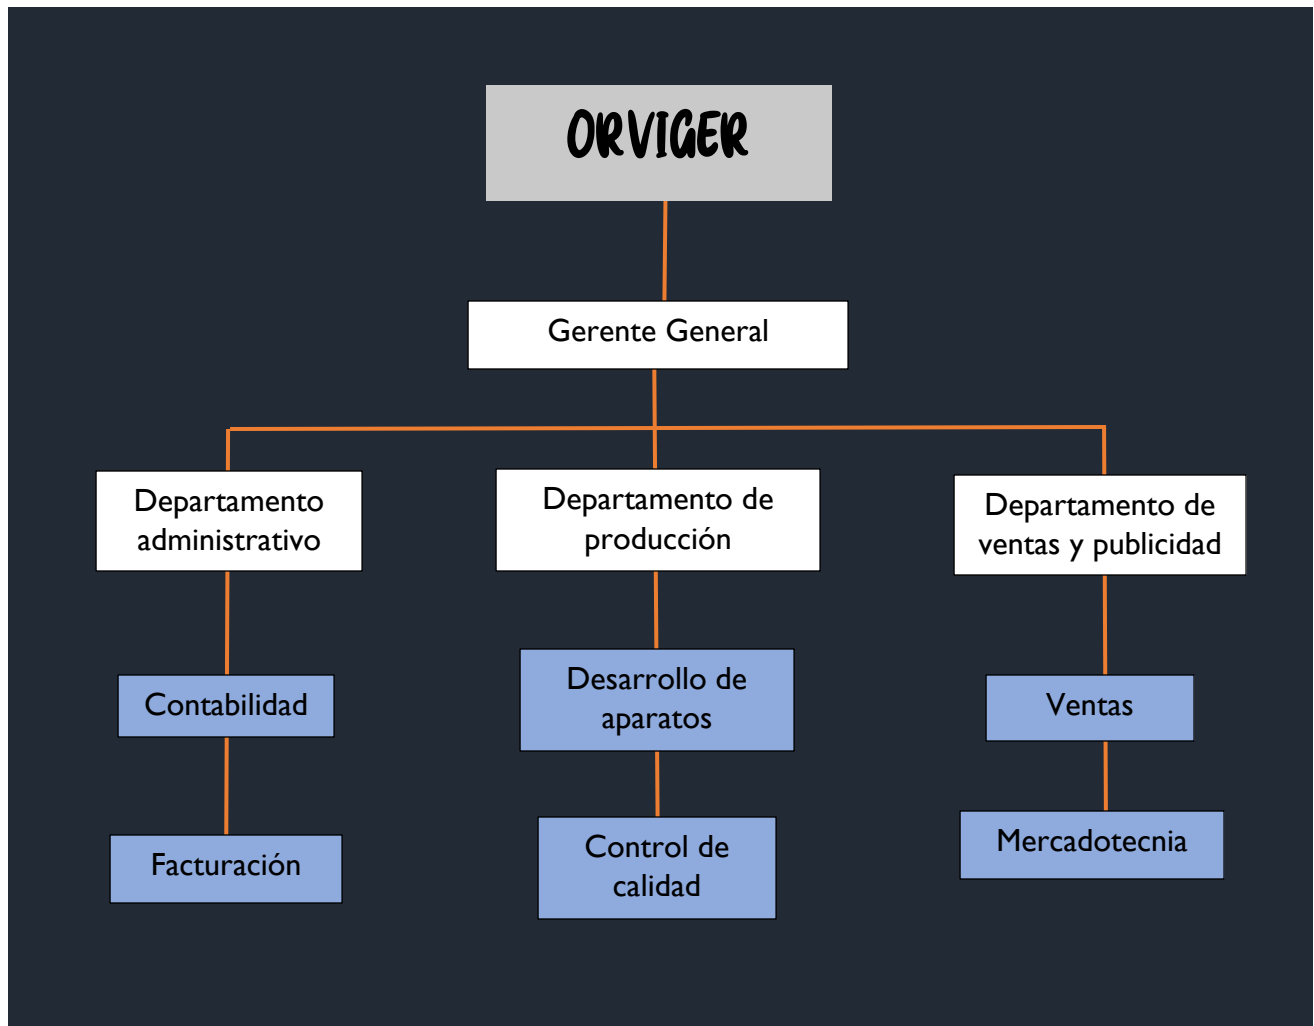 ORVIGER
Gerente General
Departamento
administrativo
Departamento de
producción
Departamento de
ventas y publicidad
Contabilidad
Desarrollo de
aparatos
Ventas
Facturación
Control de
calidad
Mercadotecnia